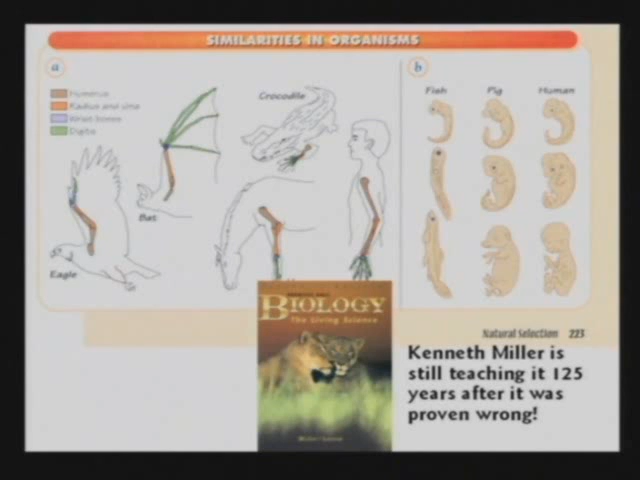 SIMILARITIES IN ORGANISMS
a
b
Humerus
Radius and ulna
Wrist bones
Digits
Crocodile
Fish Pig Human
Bat
Eagle
BIOLOGY
The Living Science
Natural Selection 223
Kenneth Miller is
still teaching it 125
years after it was
proven wrong!